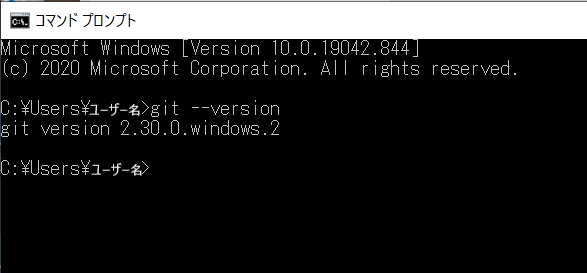 コマンド プロンプト
Microsoft Windows [Version 10.0.19042.844]
(c) 2020 Microsoft Corporation. All rights reserved.
C:¥Users¥ユーザー名>git --version
git version 2.30.0.windows.2
C:¥Users¥ユーザー名>